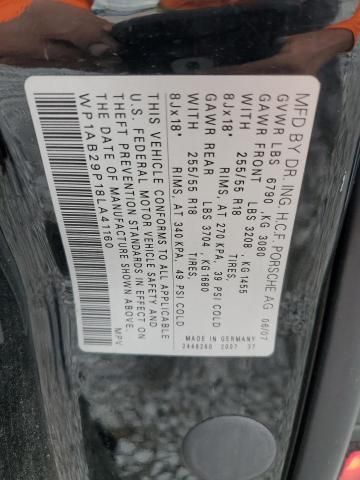 MFD BY DR. ING. H.C.F. PORSCHE AG 06/07
GVWR LBS 6790 ,KG 3080
GAWR FRONT LBS 3208 ,KG 1455
WITH 255/55 R18 TIRES,
8Jx18" RIMS, AT 270 KPA, 39 PSI COLD
GAWR REAR LBS 3704 ,KG 1680
WITH 255/55 R18 TIRES,
8Jx18" RIMS, AT 340 KPA, 49 PSI COLD
THIS VEHICLE CONFORMS TO ALL APPLICABLE
U.S. FEDERAL MOTOR VEHICLE SAFETY AND
THEFT PREVENTION STANDARDS IN EFFECT ON
THE DATE OF MANUFACTURE SHOWN ABOVE.
WP1AB29P18LA41160 MPV
MADE IN GERMANY
2448260 2007 37